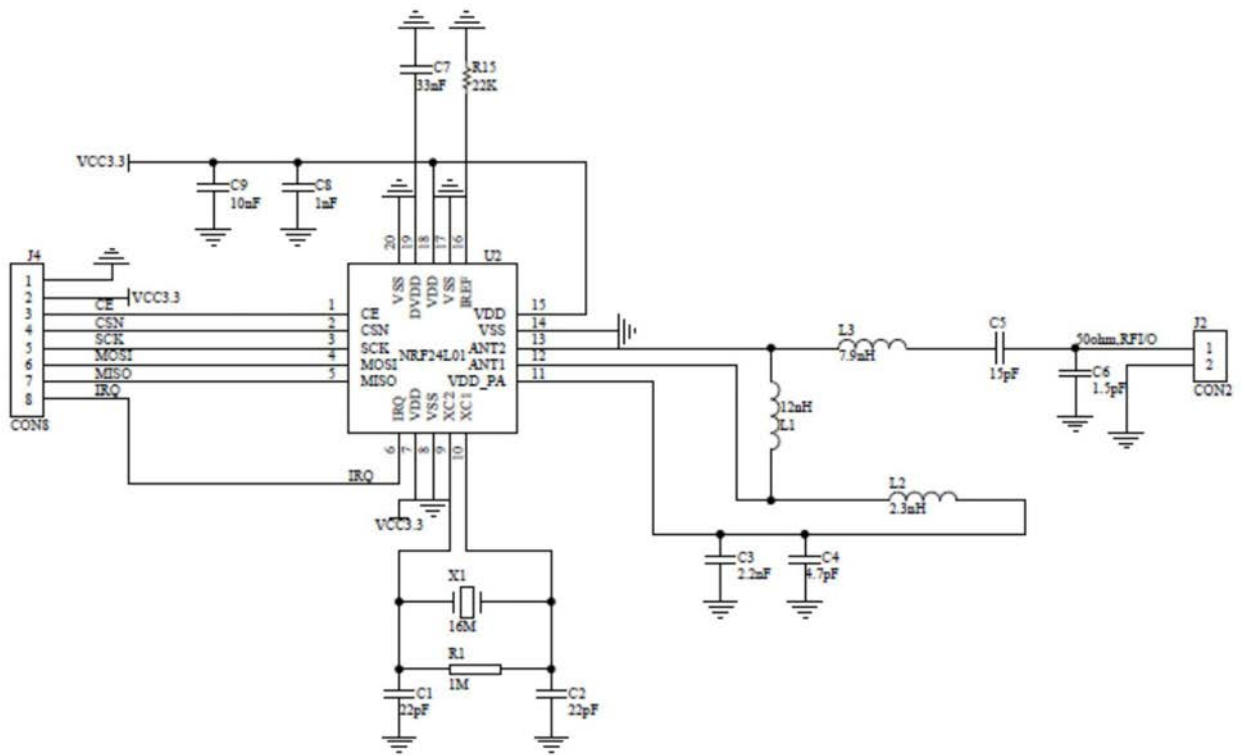 C7
33nF
R15
22K
VCC3.3
C9
10nF
C8
1nF
20
19
18
17
16
J4
U2
1
2
3
4
5
6
7
8
CON8
VCC3.3
CE
CSN
SCK
MOSI
MISO
IRQ
1
2
3
4
5
CE
CSN
SCK
MOSI
MISO
VSS
DVDD
VDD
VSS
IREF
NRF24L01
VDD
VSS
ANT2
ANT1
VDD_PA
15
14
13
12
11
IRQ
VDD
VSS
XC2
XC1
6
7
8
9
10
IRQ
VCC3.3
L3
7.9nH
C5
15pF
50ohm,RFI/O
C6
1.5pF
J2
1
2
CON2
12nH
L1
L2
2.3nH
C3
2.2nF
C4
4.7pF
X1
16M
R1
1M
C1
22pF
C2
22pF